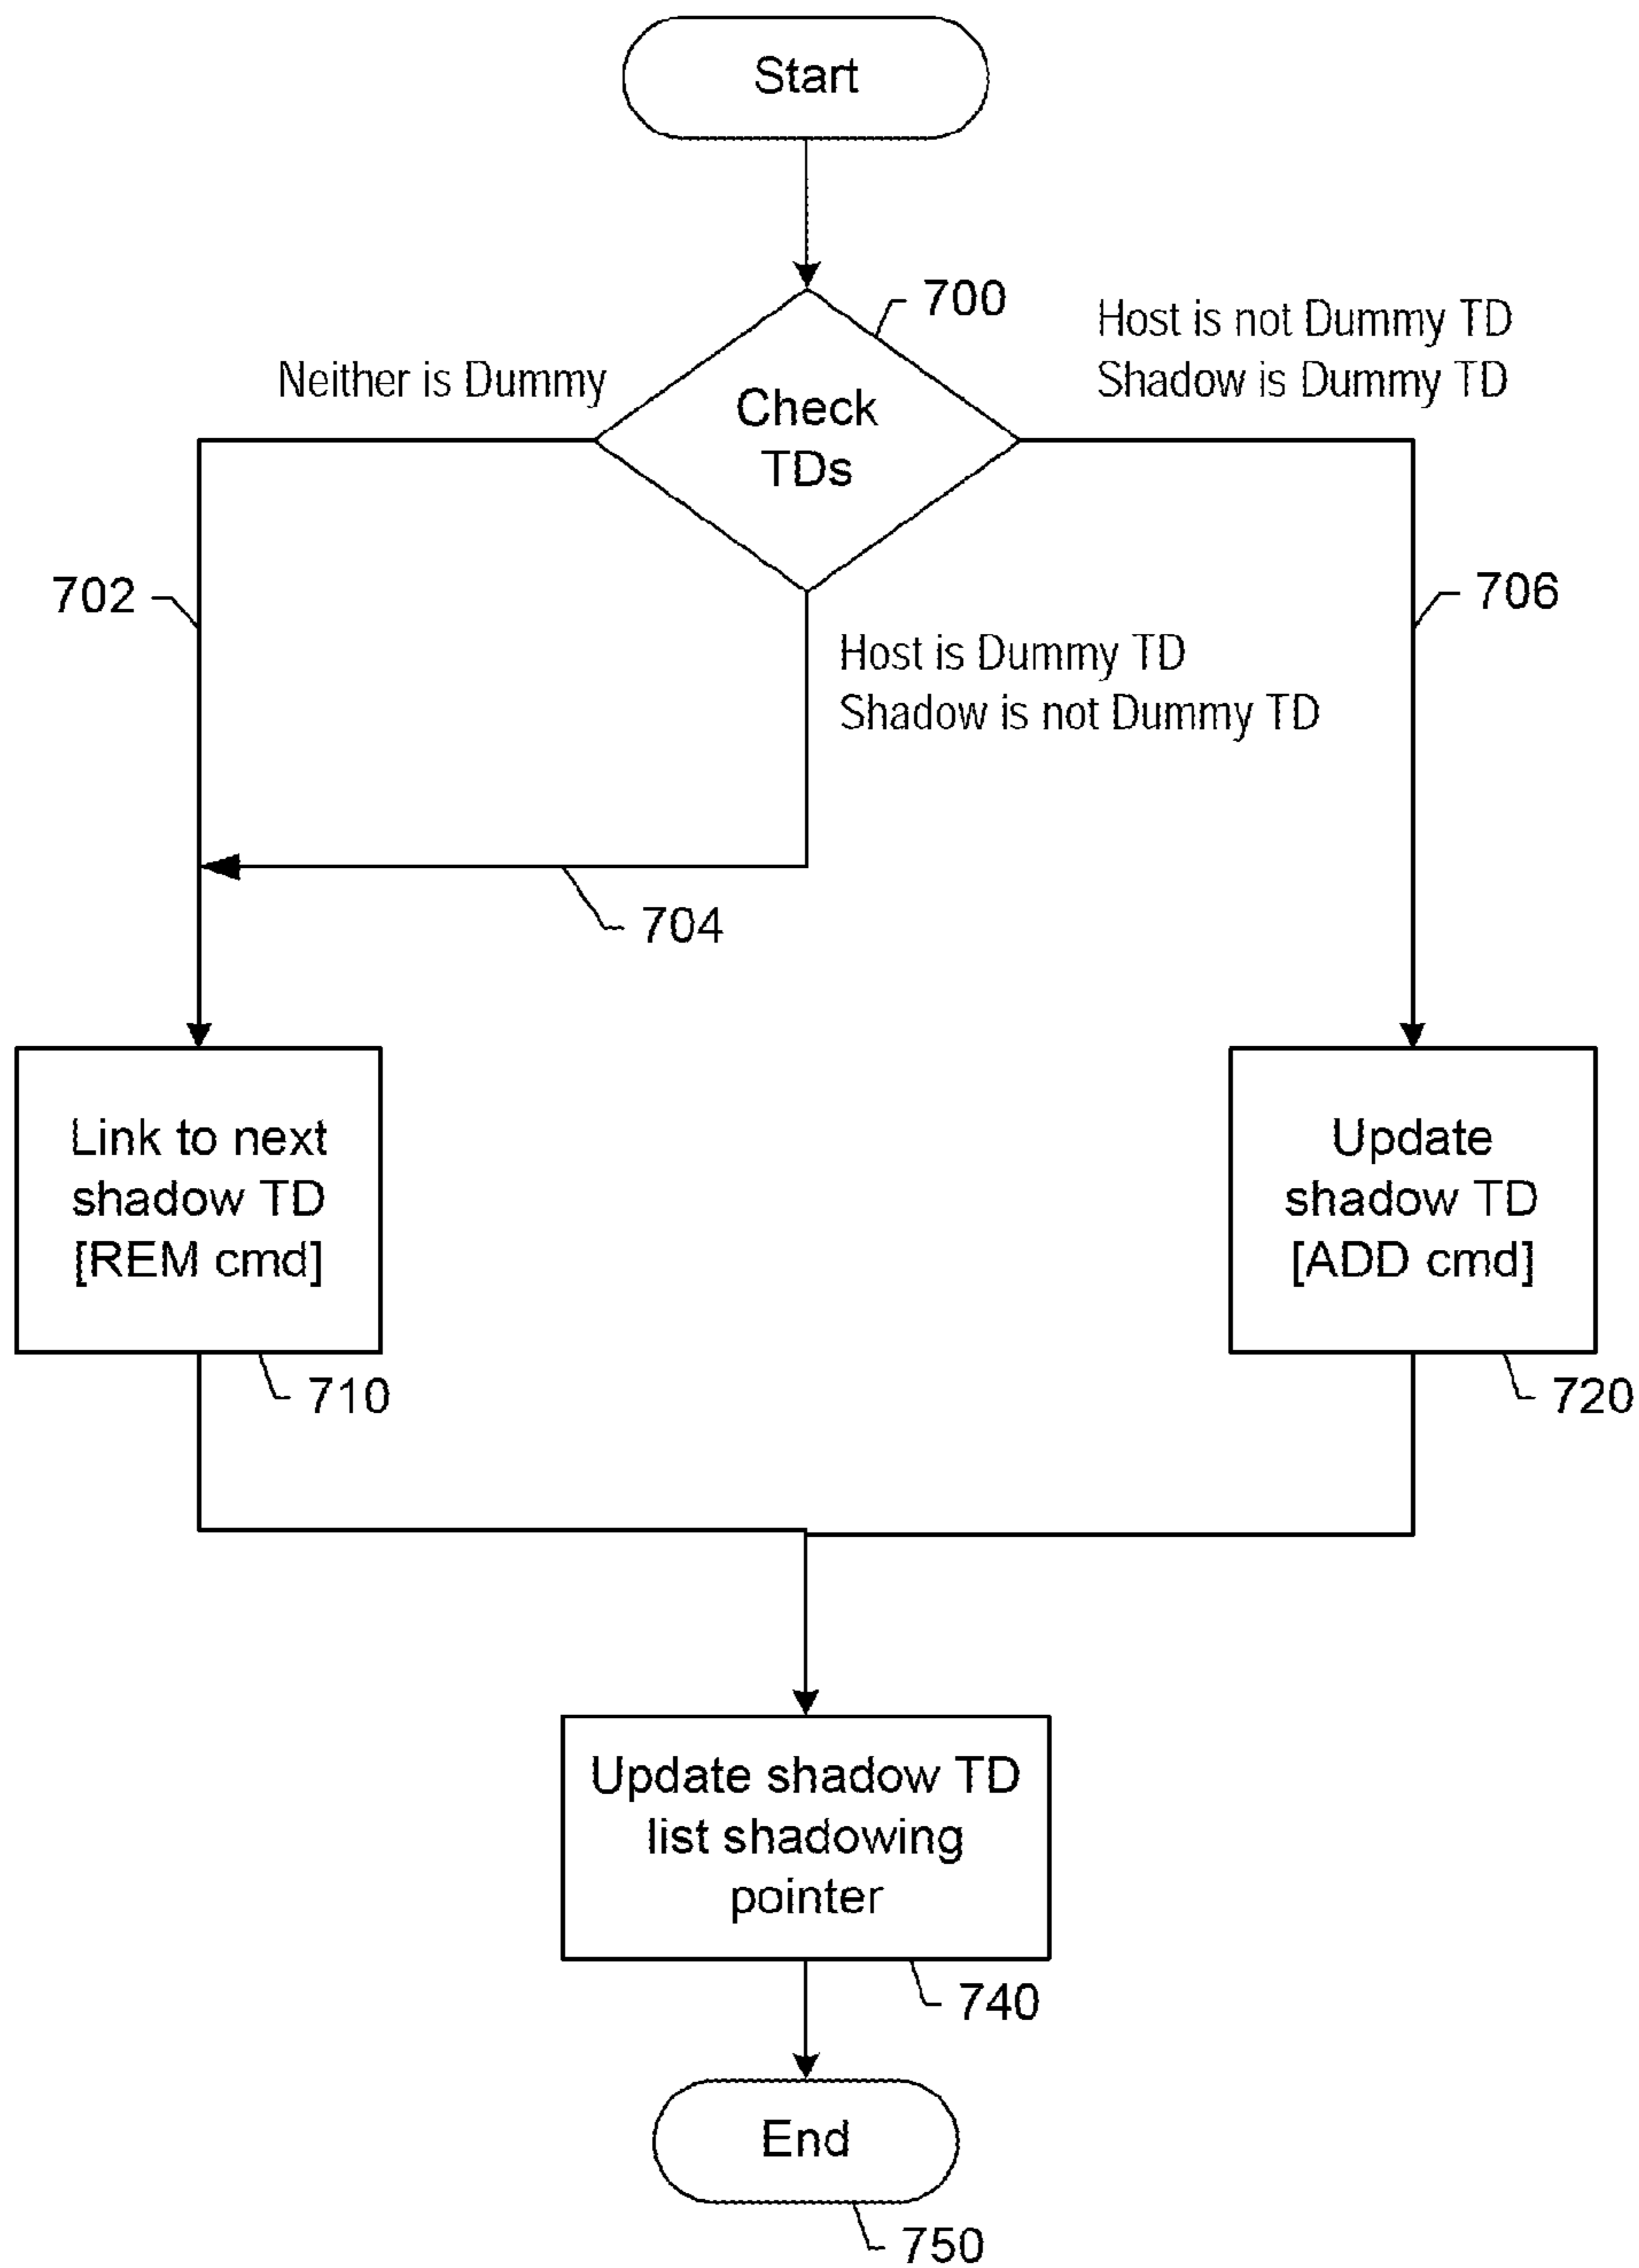 Start
700
Host is not Dummy TD
Shadow is Dummy TD
Neither is Dummy
Check
TDs
702
706
Host is Dummy TD
Shadow is not Dummy TD
704
Link to next
shadow TD
[REM cmd]
710
Update
shadow TD
[ADD cmd]
720
Update shadow TD
list shadowing
pointer
740
End
750